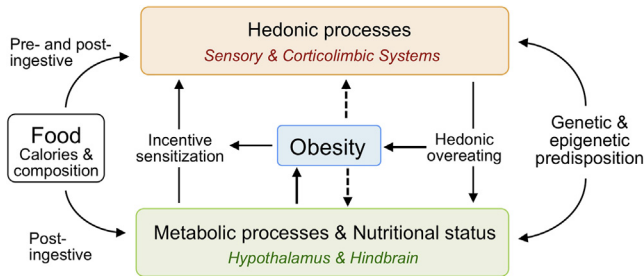 Hedonic processes
Sensory & Corticolimbic Systems
Pre- and post-
ingestive
Food
Calories &
composition
Incentive
sensitization
Obesity
Hedonic
overeating
Genetic &
epigenetic
predisposition
Post-
ingestive
Metabolic processes & Nutritional status
Hypothalamus & Hindbrain